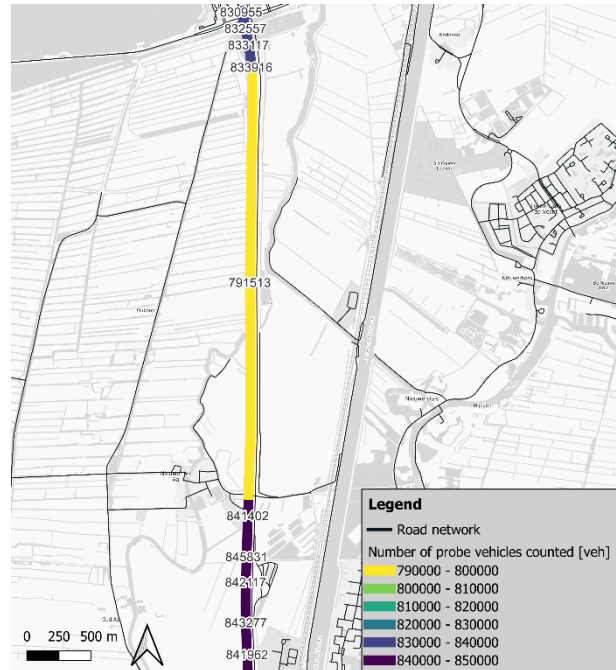 830955
832557
833117
833916
791513
Nieuwersluis
841402
845831
842117
843277
841962
0 250 500 m
Legend
Road network
Number of probe vehicles counted [veh]
790000 - 800000
800000 - 810000
810000 - 820000
820000 - 830000
830000 - 840000
840000 - 850000